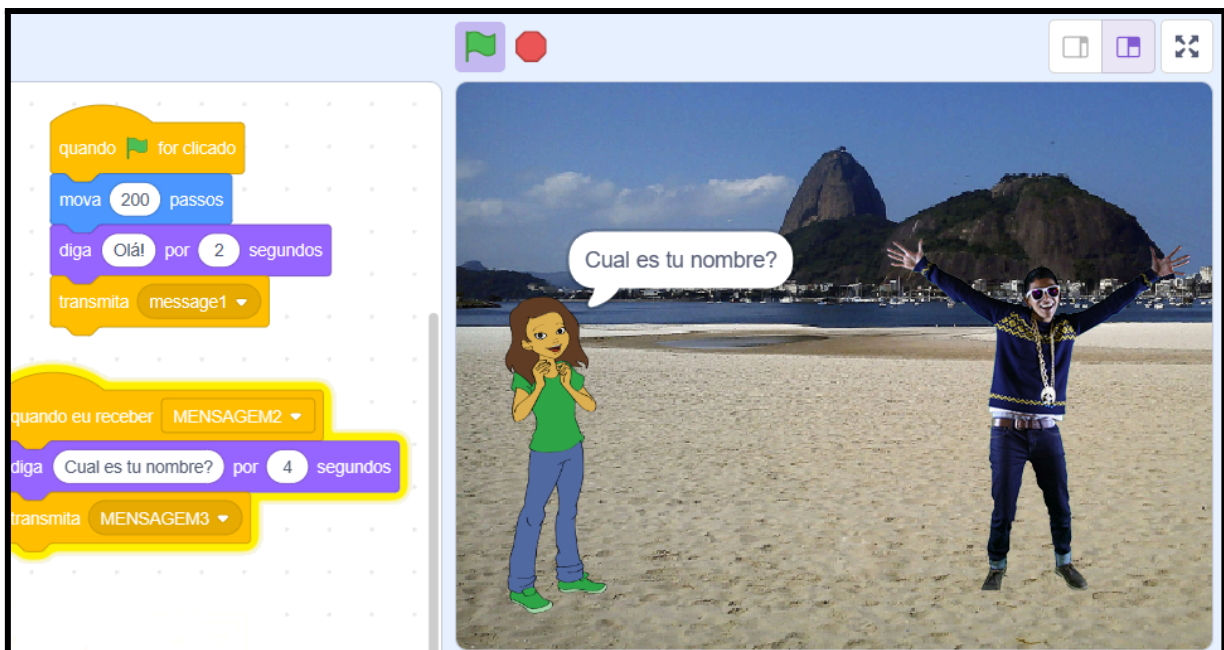 quando for clicado
mova 200 passos
diga Olá! por 2 segundos
transmita message1
quando eu receber MENSAGEM2
diga Cual es tu nombre? por 4 segundos
transmita MENSAGEM3
Cual es tu nombre?